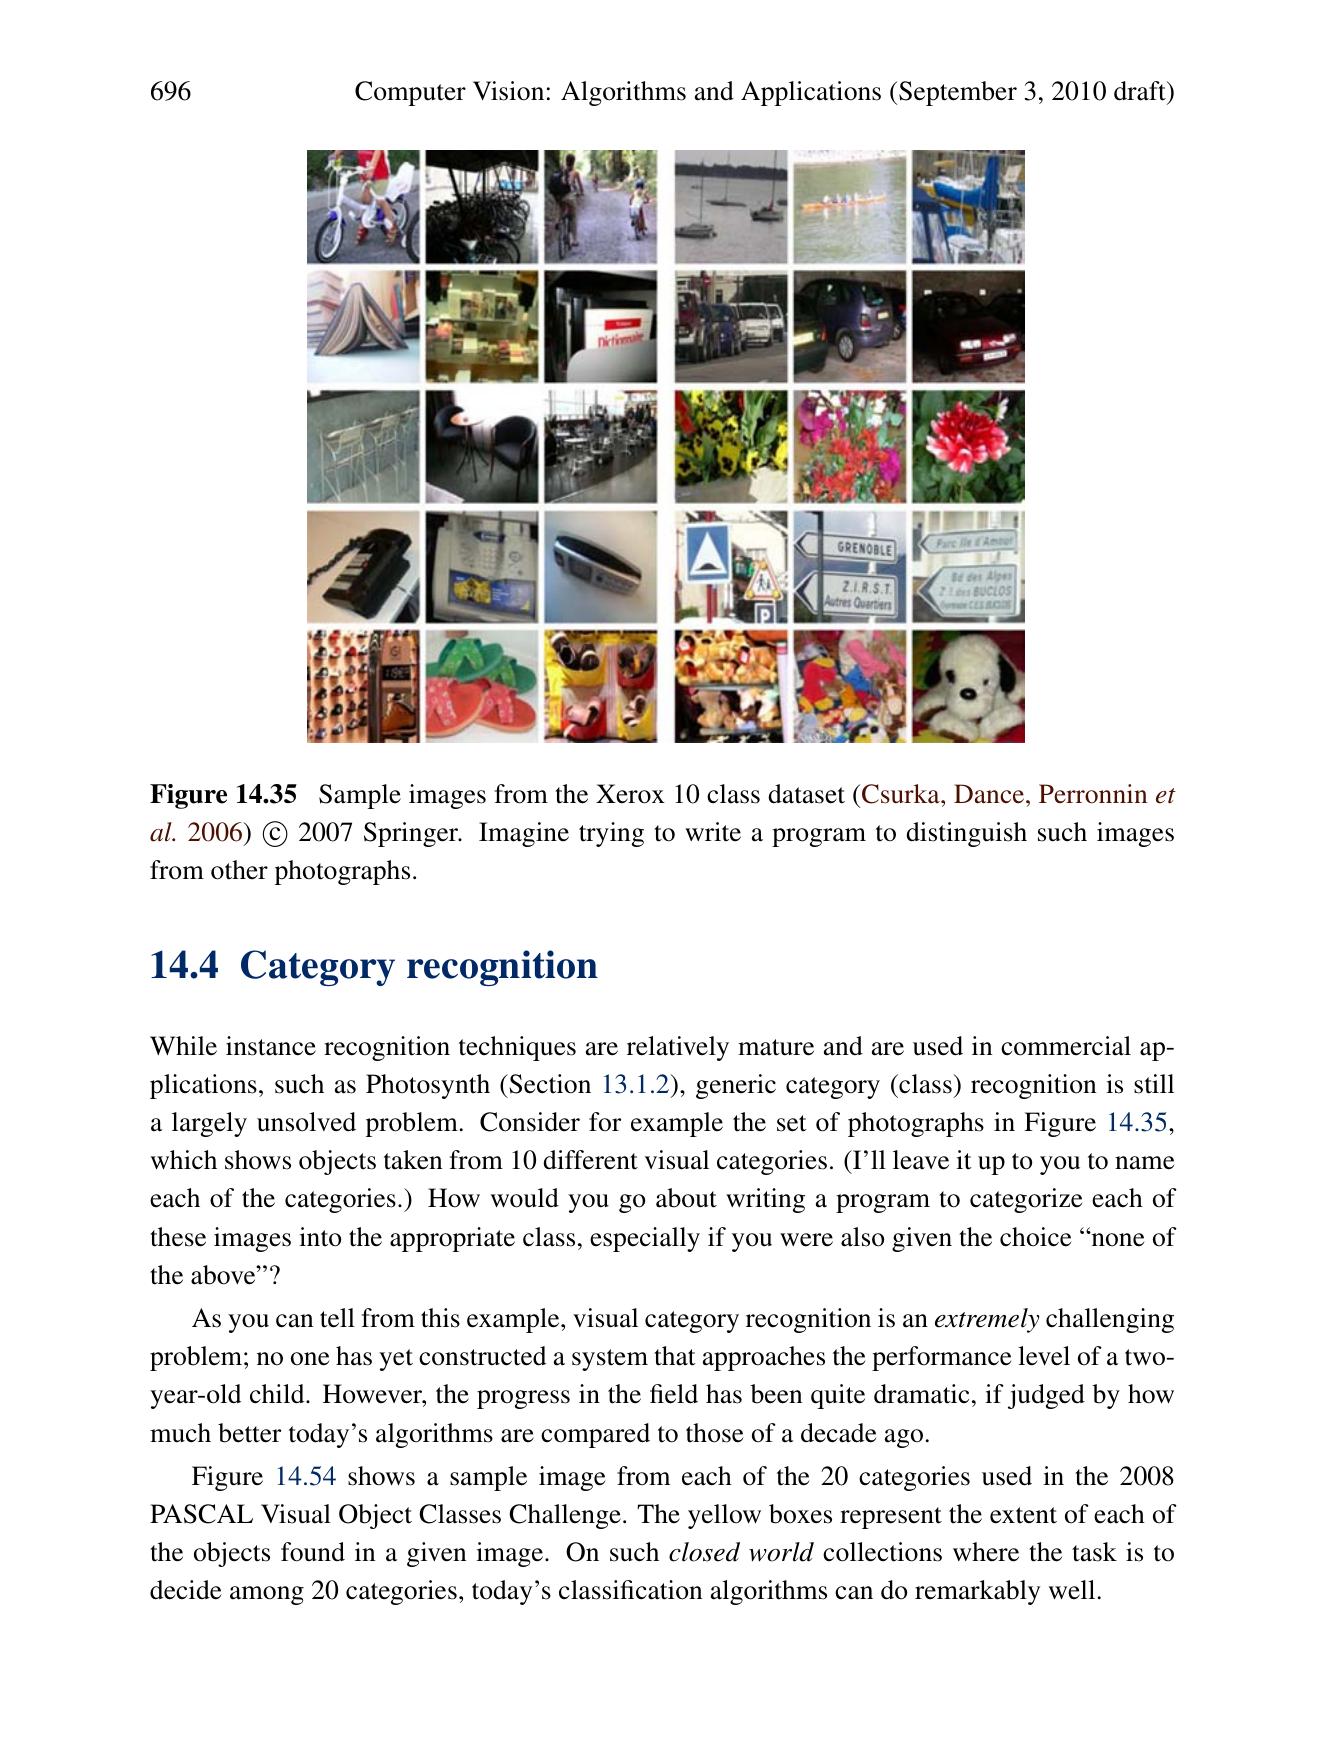 696 Computer Vision: Algorithms and Applications (September 3, 2010 draft)
Dictionnaire
GRENOBLE
Z.I.R.S.T.
Autres Quartiers
P
Parc Ile d'Amour
Bd des Alpes
Z.I. des BUCLOS
Figure 14.35 Sample images from the Xerox 10 class dataset (Csurka, Dance, Perronnin et
al. 2006) © 2007 Springer. Imagine trying to write a program to distinguish such images
from other photographs.
14.4 Category recognition
While instance recognition techniques are relatively mature and are used in commercial ap-
plications, such as Photosynth (Section 13.1.2), generic category (class) recognition is still
a largely unsolved problem. Consider for example the set of photographs in Figure 14.35,
which shows objects taken from 10 different visual categories. (I’ll leave it up to you to name
each of the categories.) How would you go about writing a program to categorize each of
these images into the appropriate class, especially if you were also given the choice “none of
the above”?
As you can tell from this example, visual category recognition is an extremely challenging
problem; no one has yet constructed a system that approaches the performance level of a two-
year-old child. However, the progress in the field has been quite dramatic, if judged by how
much better today’s algorithms are compared to those of a decade ago.
Figure 14.54 shows a sample image from each of the 20 categories used in the 2008
PASCAL Visual Object Classes Challenge. The yellow boxes represent the extent of each of
the objects found in a given image. On such closed world collections where the task is to
decide among 20 categories, today’s classification algorithms can do remarkably well.